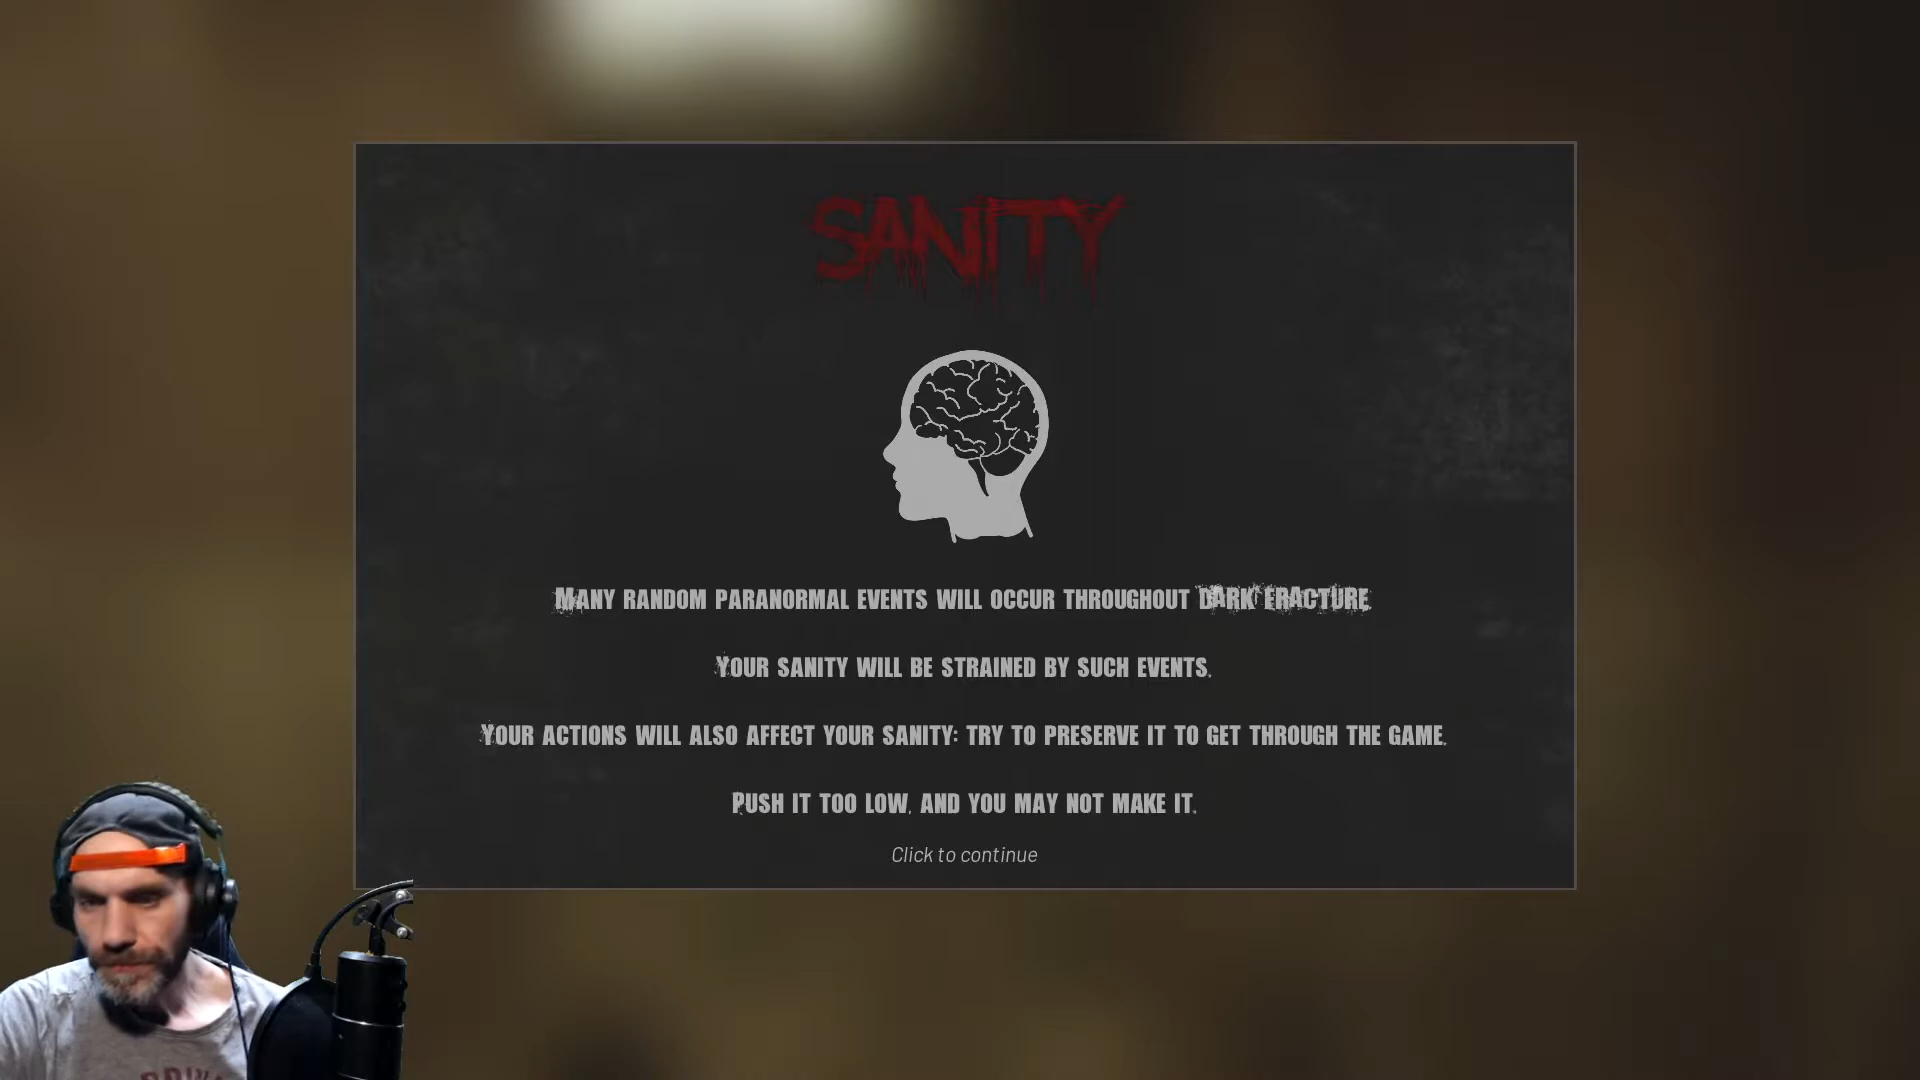 SANITY
MANY RANDOM PARANORMAL EVENTS WILL OCCUR THROUGHOUT DARK FRACTURE.
YOUR SANITY WILL BE STRAINED BY SUCH EVENTS.
YOUR ACTIONS WILL ALSO AFFECT YOUR SANITY: TRY TO PRESERVE IT TO GET THROUGH THE GAME.
PUSH IT TOO LOW, AND YOU MAY NOT MAKE IT.
Click to continue